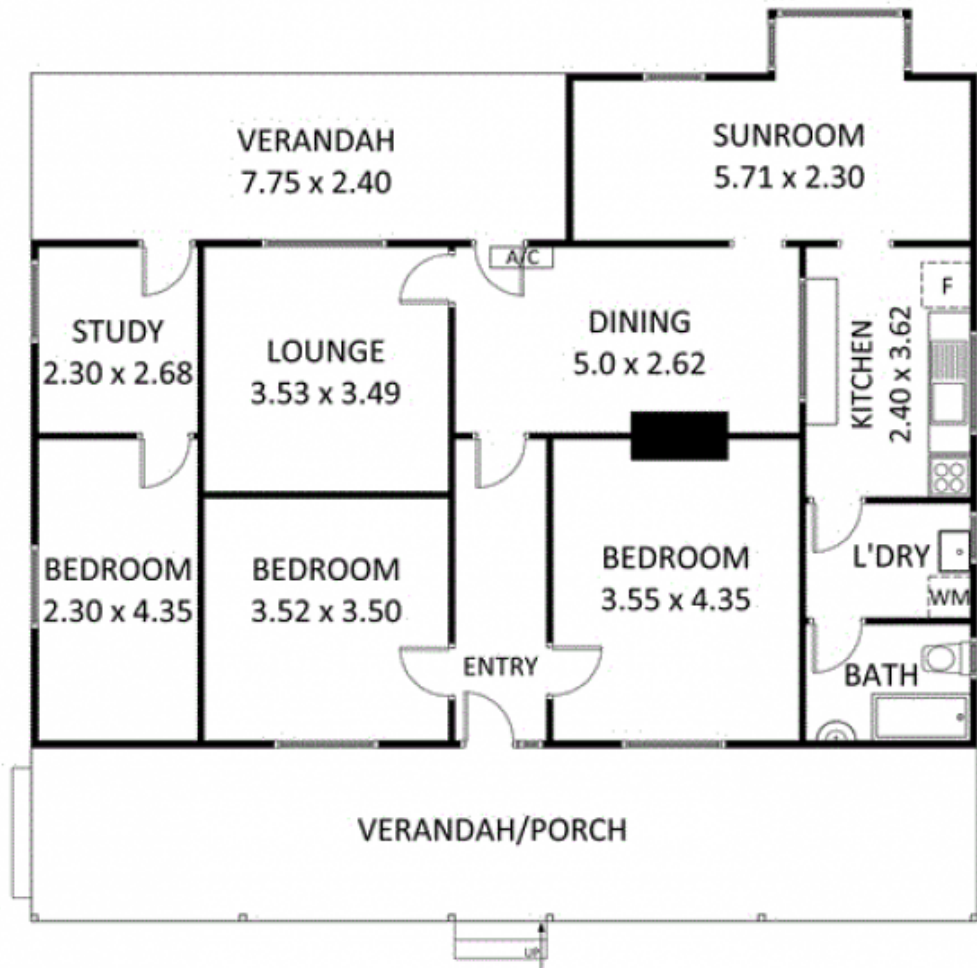 VERANDAH
7.75 x 2.40
SUNROOM
5.71 x 2.30
A/C
F
STUDY
2.30 x 2.68
LOUNGE
3.53 x 3.49
DINING
5.0 x 2.62
KITCHEN
2.40 x 3.62
BEDROOM
2.30 x 4.35
BEDROOM
3.52 x 3.50
BEDROOM
3.55 x 4.35
L'DRY
WM
ENTRY
BATH
VERANDAH/PORCH
UP